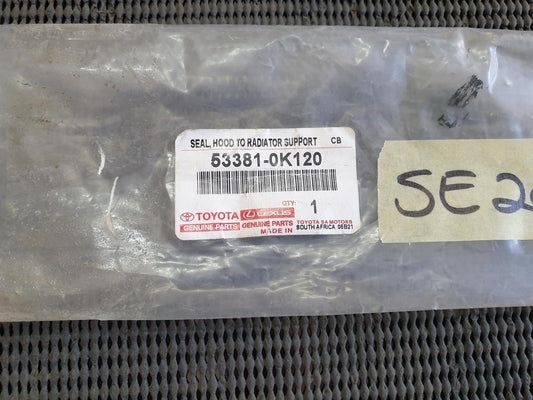 SEAL, HOOD TO RADIATOR SUPPORT CB
53381-0K120
QTY: 1
TOYOTA LEXUS TOYOTA SA MOTORS
GENUINE PARTS GENUINE PARTS MADE IN SOUTH AFRICA 06B21
SE 2